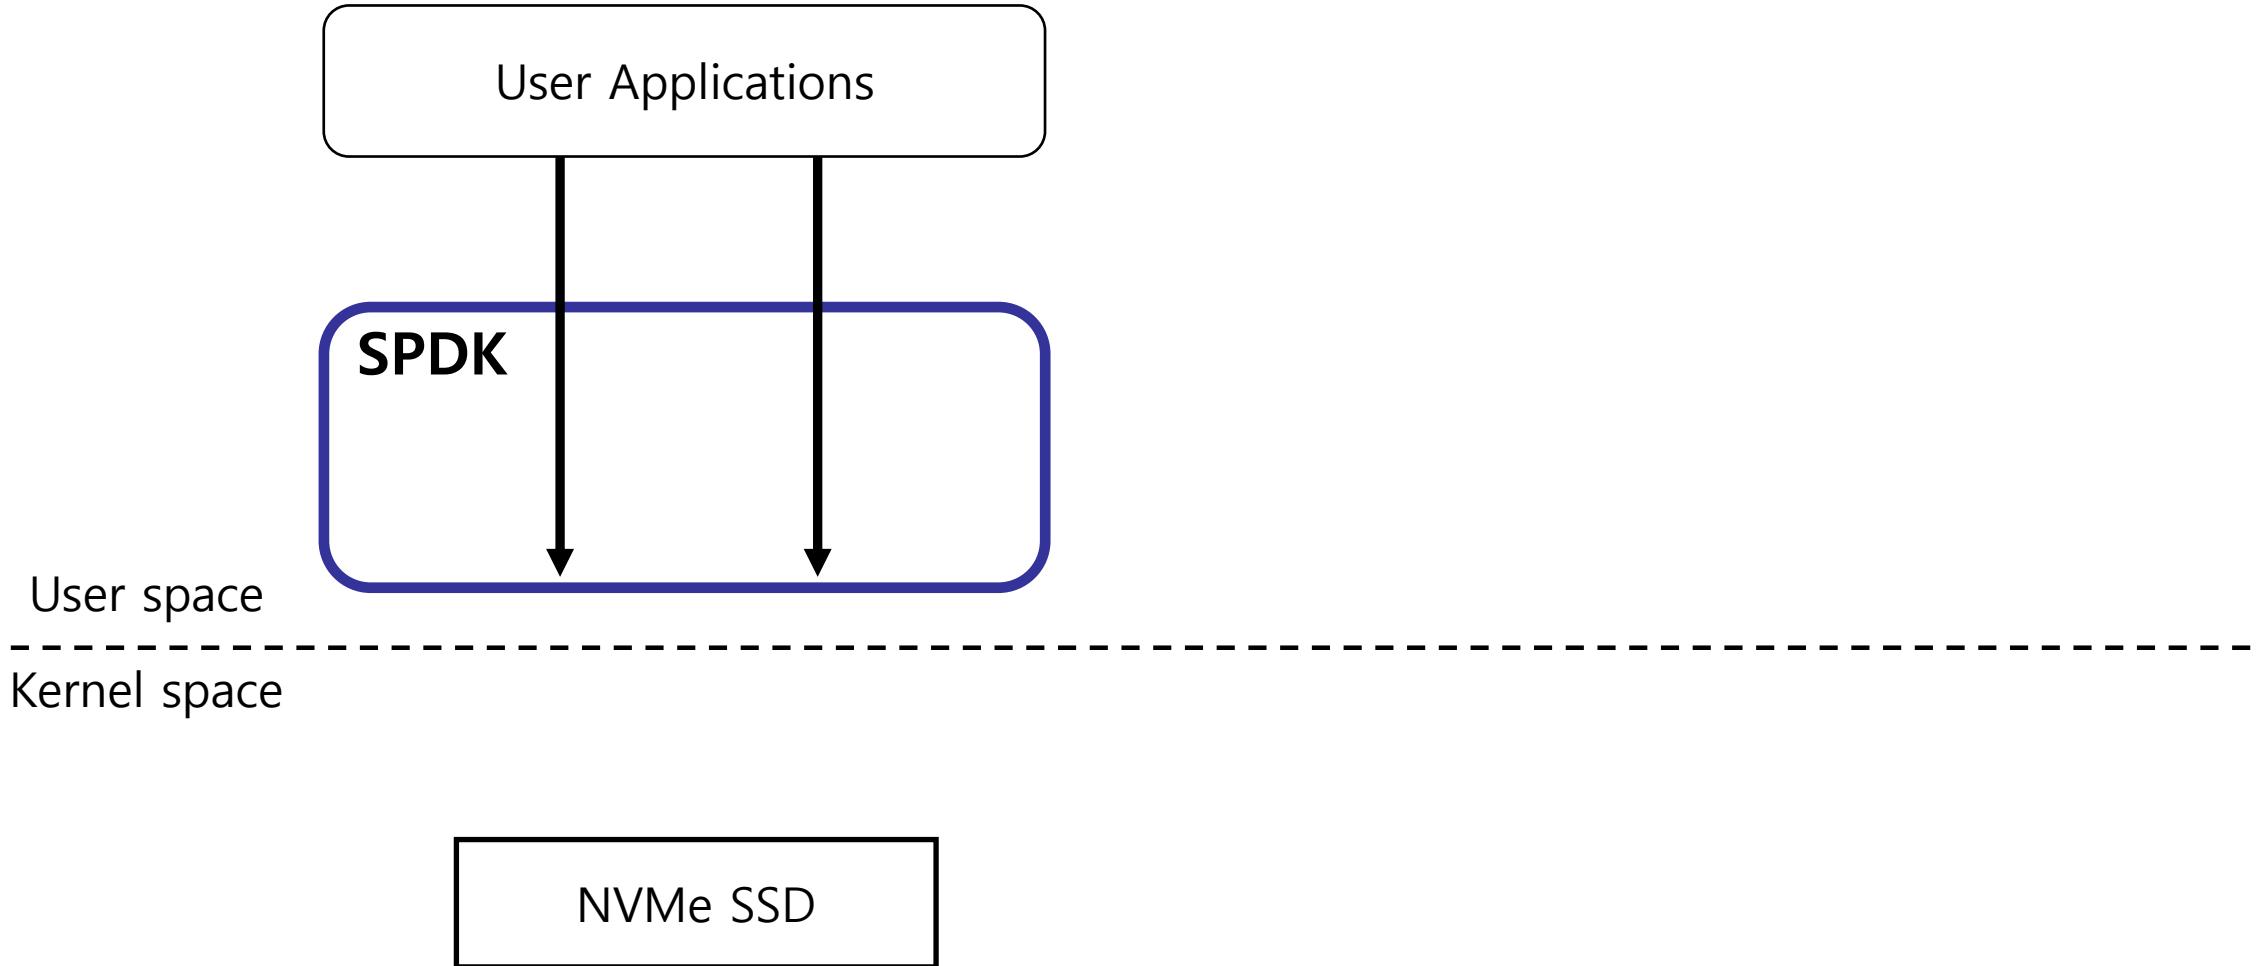 User Applications
SPDK
User space
Kernel space
NVMe SSD